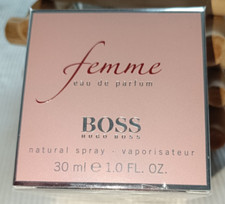 femme
eau de parfum
BOSS
HUGO BOSS
natural spray - vaporisateur
30 ml e 1.0 FL. OZ.